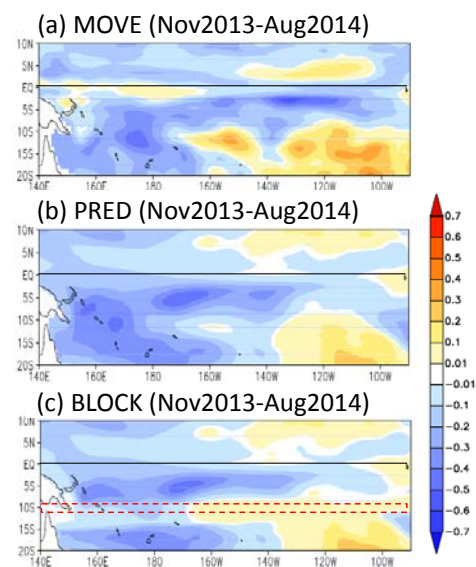 (a) MOVE (Nov2013-Aug2014)
10N
5N
EQ
5S
10S
15S
20S
140E 160E 180 160W 140W 120W 100W
(b) PRED (Nov2013-Aug2014)
10N
5N
EQ
5S
10S
15S
20S
140E 160E 180 160W 140W 120W 100W
(c) BLOCK (Nov2013-Aug2014)
10N
5N
EQ
5S
10S
15S
20S
140E 160E 180 160W 140W 120W 100W
0.7
0.6
0.5
0.4
0.3
0.2
0.1
0.01
-0.01
-0.1
-0.2
-0.3
-0.4
-0.5
-0.6
-0.7